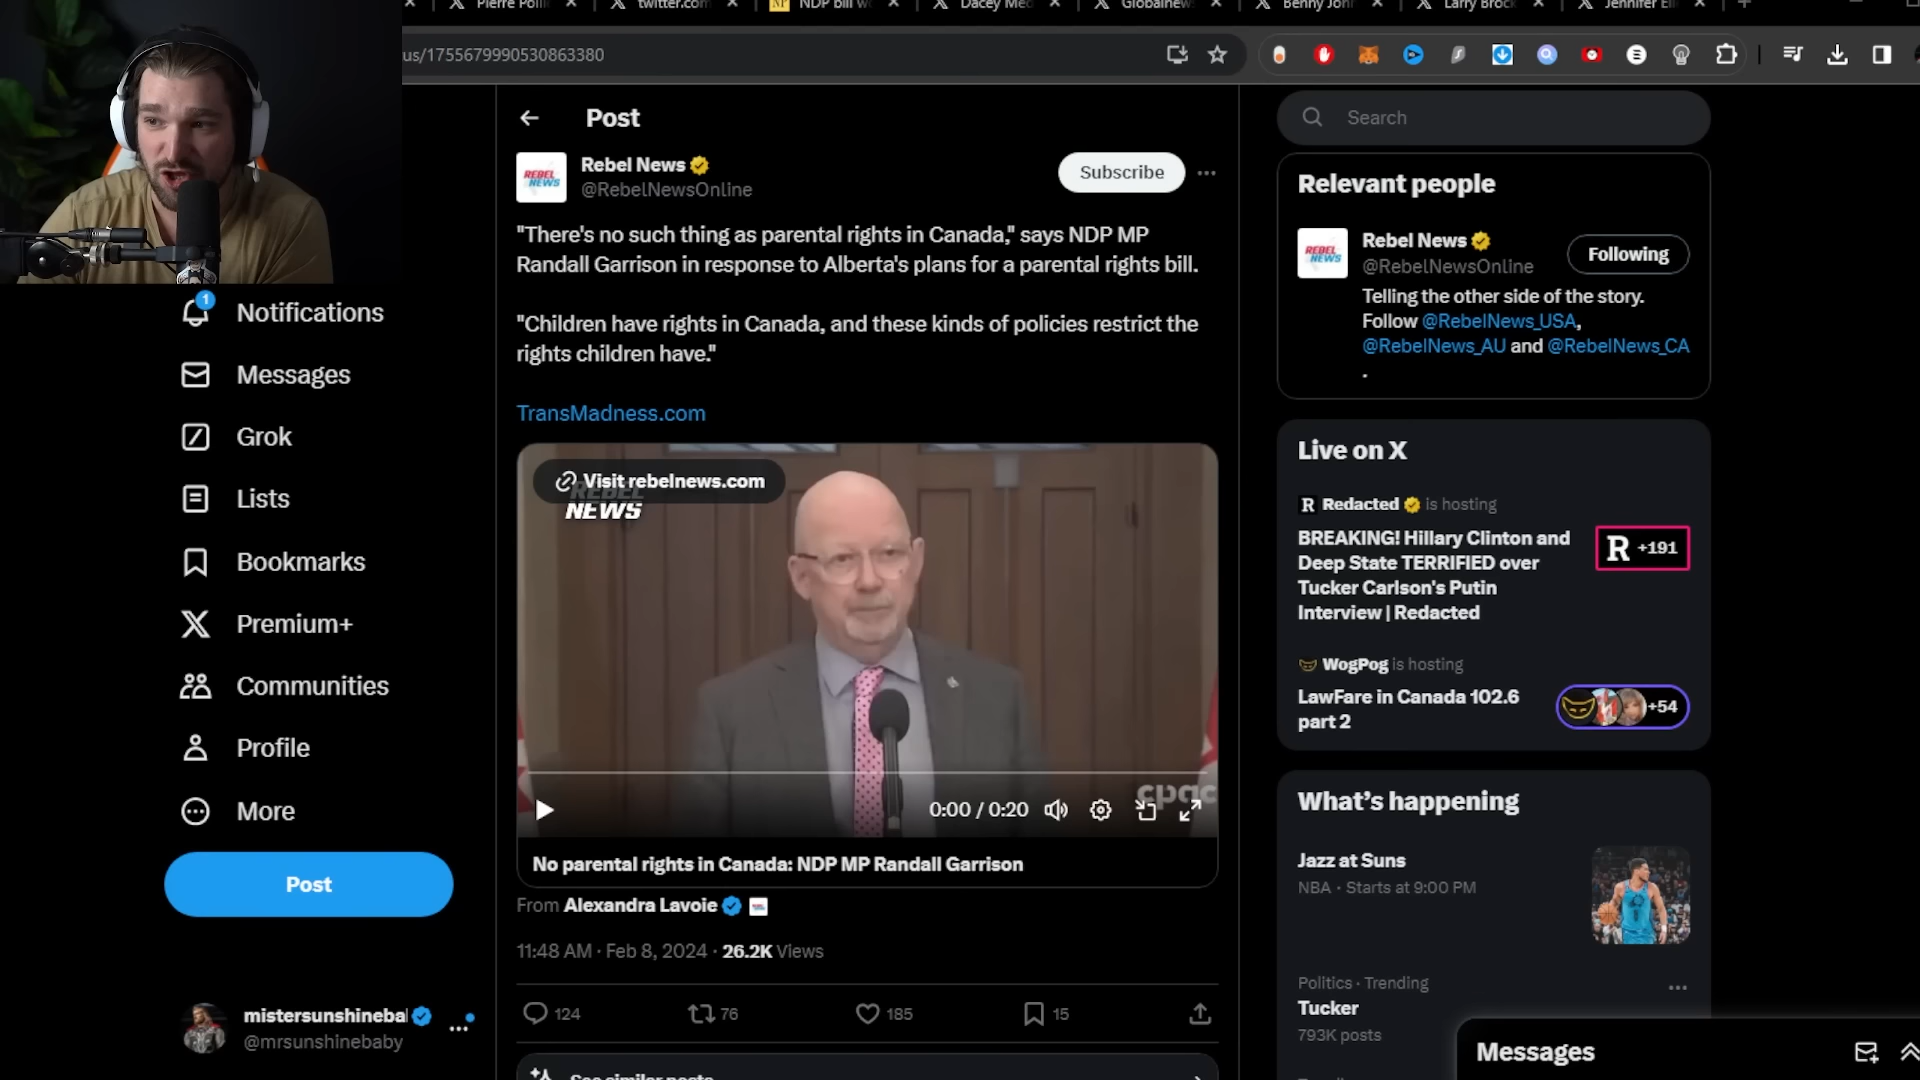 Pierre Poili
twitter.com
NDP bill w
Dacey Med
Globalnew
Benny John
Larry Brock
Jennifer El
us/1755679990530863380
Post
Search
Rebel News
@RebelNewsOnline
Subscribe
"There's no such thing as parental rights in Canada," says NDP MP
Randall Garrison in response to Alberta's plans for a parental rights bill.
"Children have rights in Canada, and these kinds of policies restrict the
rights children have."
TransMadness.com
Visit rebelnews.com
REBEL
NEWS
cpac
0:00 / 0:20
No parental rights in Canada: NDP MP Randall Garrison
From Alexandra Lavoie
11:48 AM · Feb 8, 2024 · 26.2K Views
124
76
185
15
See similar posts
1
Notifications
Messages
Grok
Lists
Bookmarks
Premium+
Communities
Profile
More
Post
mistersunshinebal
@mrsunshinebaby
Relevant people
REBEL
NEWS
Rebel News
@RebelNewsOnline
Following
Telling the other side of the story.
Follow @RebelNews_USA,
@RebelNews_AU and @RebelNews_CA
.
Live on X
R Redacted is hosting
BREAKING! Hillary Clinton and
Deep State TERRIFIED over
Tucker Carlson's Putin
Interview | Redacted
R +191
WogPog is hosting
LawFare in Canada 102.6
part 2
+54
What's happening
Jazz at Suns
NBA · Starts at 9:00 PM
Politics · Trending
Tucker
793K posts
Messages